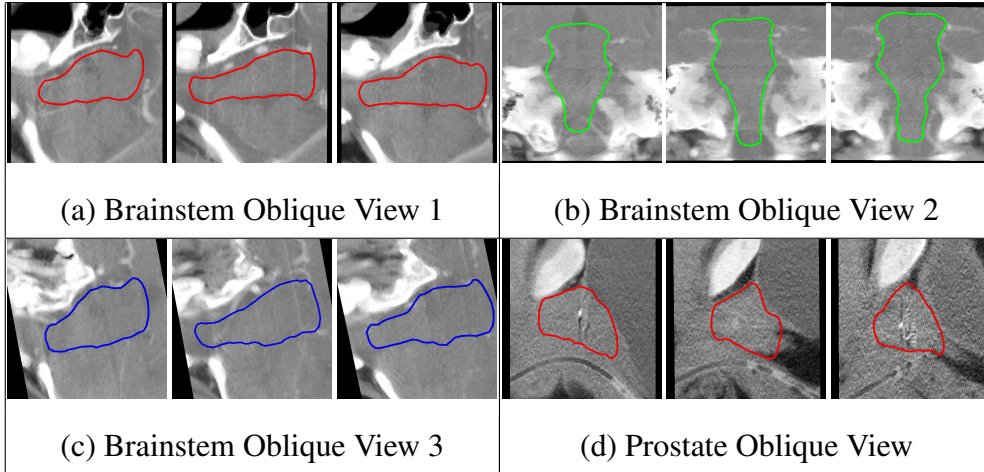 (a) Brainstem Oblique View 1
(b) Brainstem Oblique View 2
(c) Brainstem Oblique View 3
(d) Prostate Oblique View